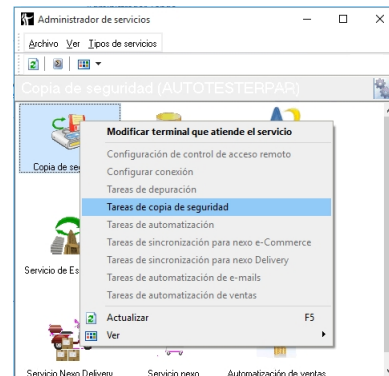 Administrador de servicios
Archivo Ver Tipos de servicios
Copia de seguridad (AUTOTESTERPAR)
Modificar terminal que atiende el servicio
Configuración de control de acceso remoto
Configurar conexión
Copia de se
Tareas de depuración
Tareas de copia de seguridad
Tareas de automatización
Tareas de sincronización para nexo e-Commerce
Tareas de sincronización para nexo Delivery
Servicio de Es
Tareas de automatización de e-mails
Tareas de automatización de ventas
Actualizar F5
Ver
Servicio Nexo Delivery Servicio nexo Automatización de ventas